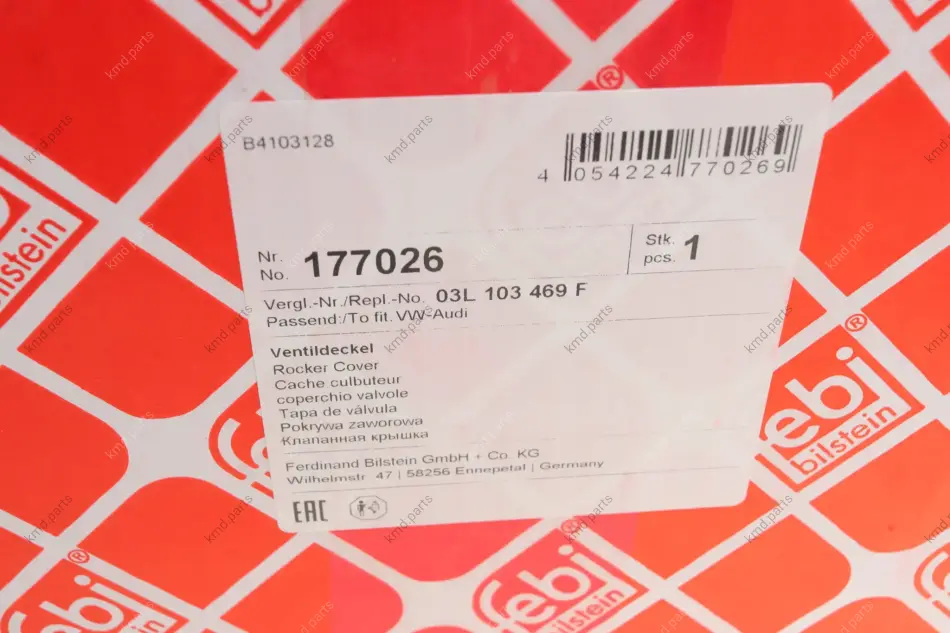 B4103128
4 054224 770269
Nr.
No. 177026
Stk.
pcs. 1
Vergl.-Nr./Repl.-No. 03L 103 469 F
Passend:/To fit. VW-Audi
Ventildeckel
Rocker Cover
Cache culbuteur
coperchio valvole
Tapa de válvula
Pokrywa zaworowa
Клапанная крышка
Ferdinand Bilstein GmbH + Co. KG
Wilhelmstr. 47 | 58256 Ennepetal | Germany
EAC
febi
bilstein
kmd.parts